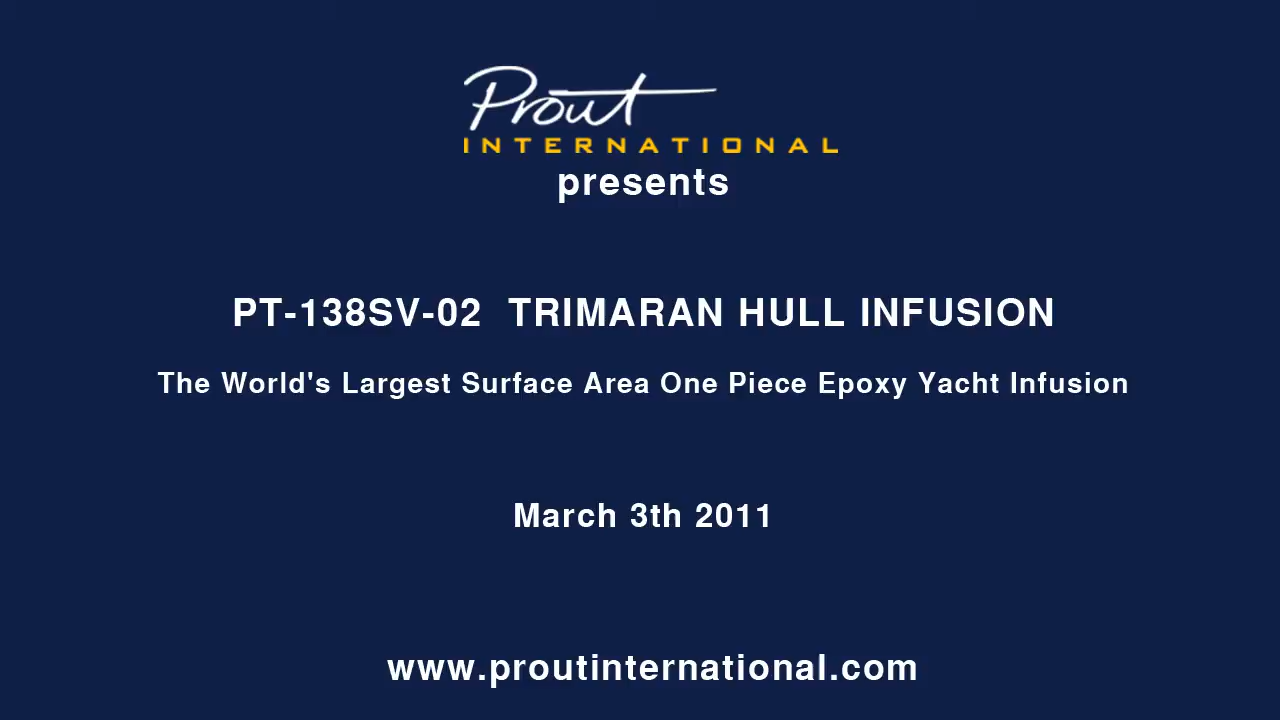 Prout
INTERNATIONAL
presents
PT-138SV-02 TRIMARAN HULL INFUSION
The World's Largest Surface Area One Piece Epoxy Yacht Infusion
March 3th 2011
www.proutinternational.com